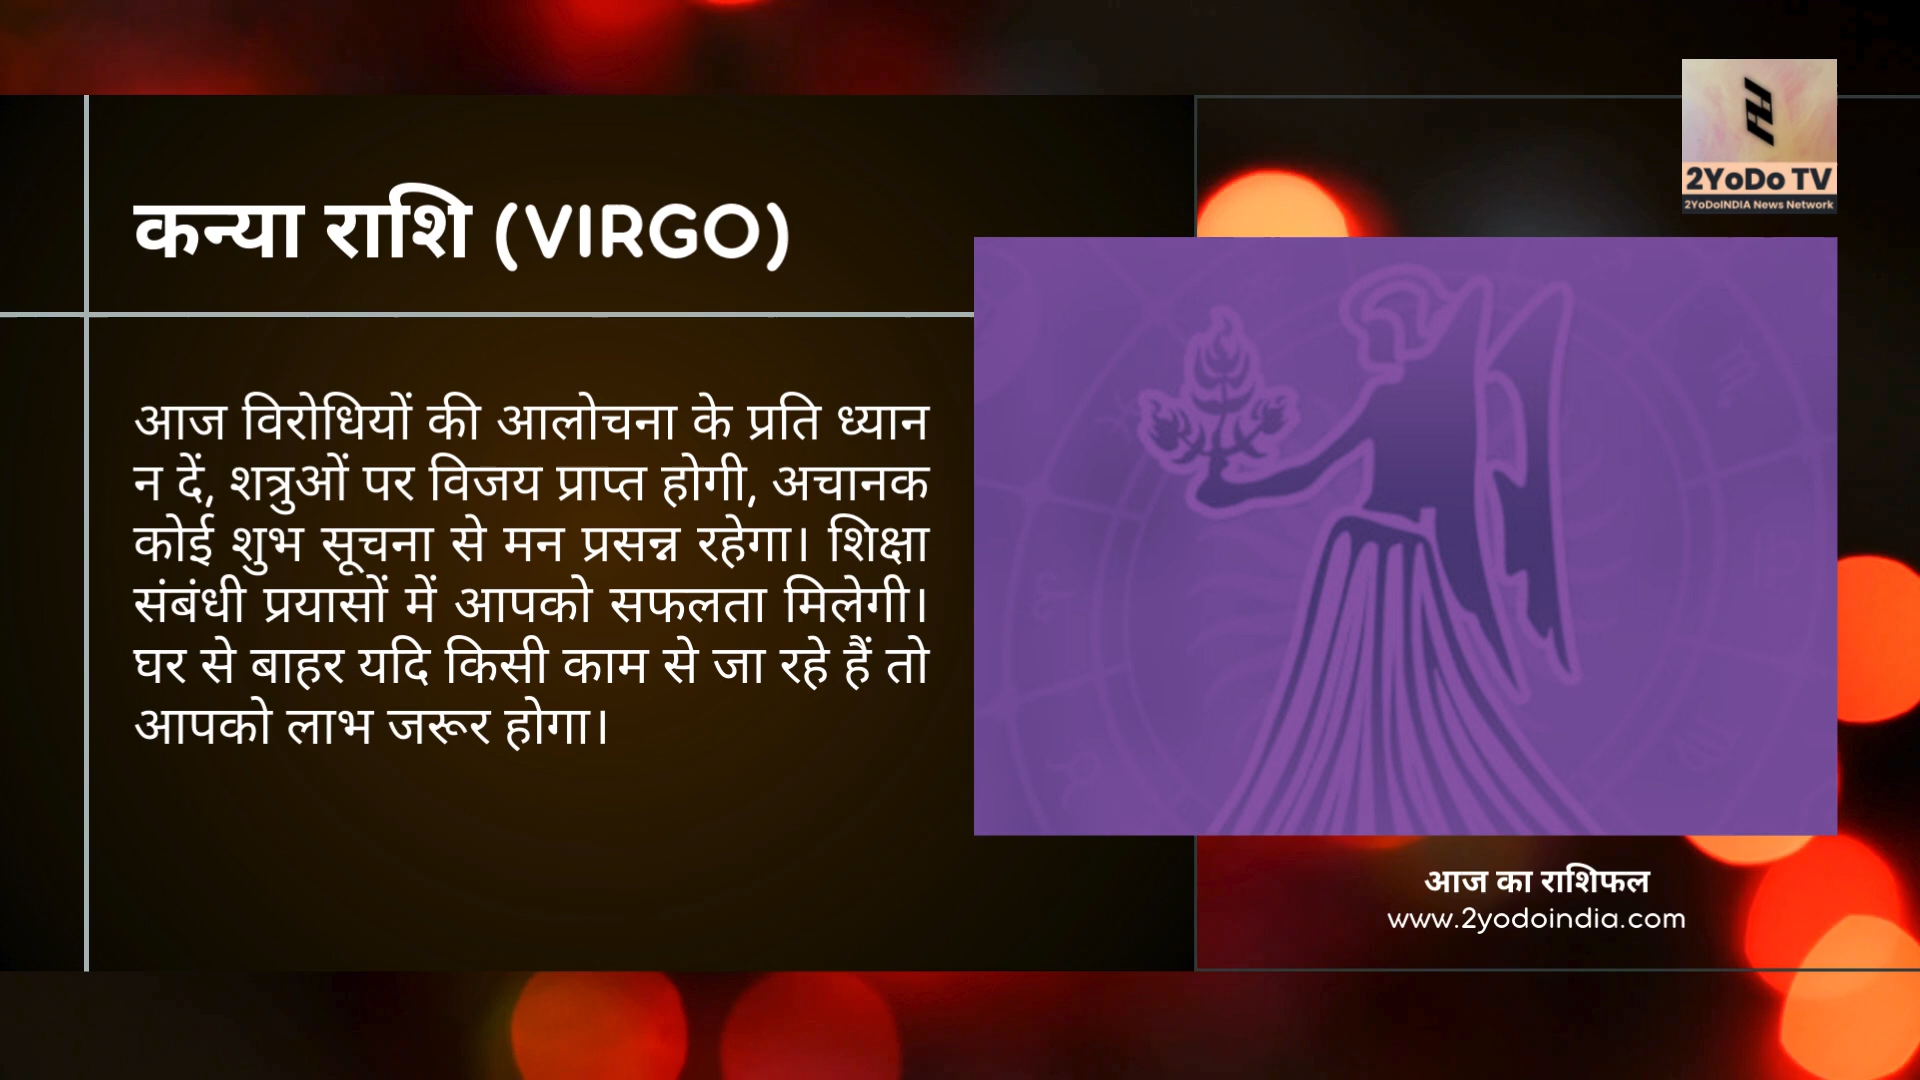 2YoDo TV
2YoDoINDIA News Network
कन्या राशि (VIRGO)
आज विरोधियों की आलोचना के प्रति ध्यान
न दें, शत्रुओं पर विजय प्राप्त होगी, अचानक
कोई शुभ सूचना से मन प्रसन्न रहेगा। शिक्षा
संबंधी प्रयासों में आपको सफलता मिलेगी।
घर से बाहर यदि किसी काम से जा रहे हैं तो
आपको लाभ जरूर होगा।
आज का राशिफल
www.2yodoindia.com